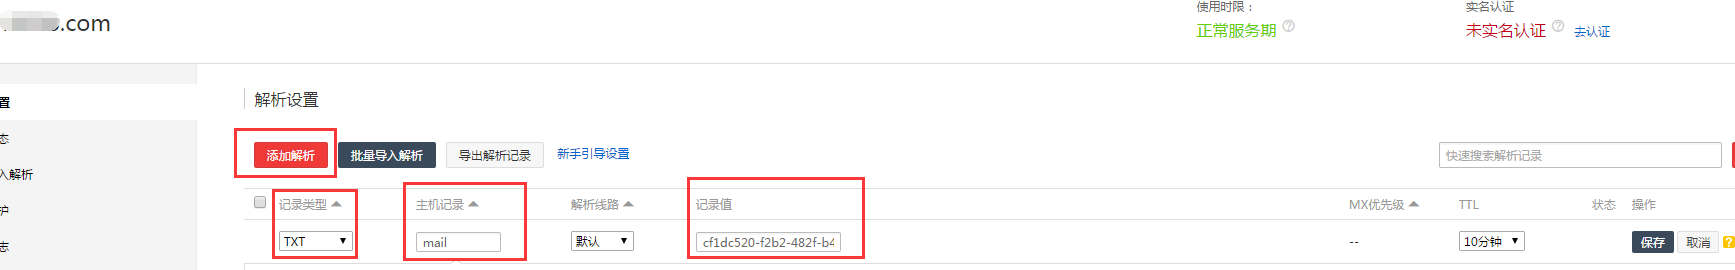 .com
使用时限：
实名认证
正常服务期 ?
未实名认证 ? 去认证
置
解析设置
态
添加解析 批量导入解析 导出解析记录 新手引导设置 快速搜索解析记录
入解析
记录类型 主机记录 解析线路 记录值 MX优先级 TTL 状态 操作
护
TXT mail 默认 cf1dc520-f2b2-482f-b4 -- 10分钟 保存 取消 ?
志